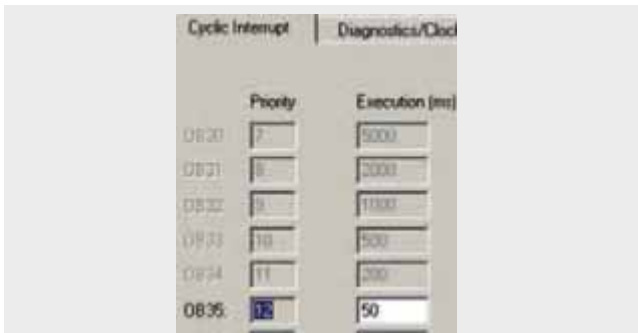 Cyclic Interrupt Diagnostics/Cloc
Priority Execution (ms)
OB30 7 5000
OB31 8 2000
OB32 9 1000
OB33 10 500
OB34 11 200
OB35: 12 50